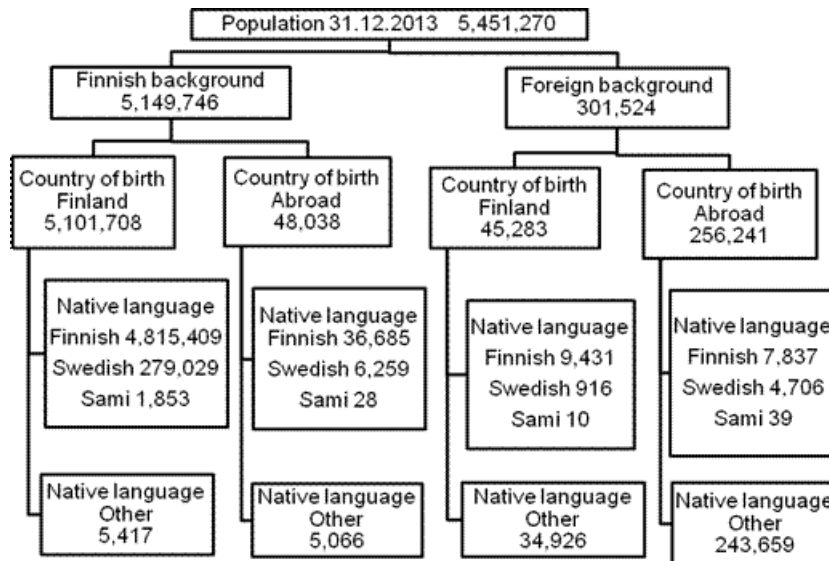 Population 31.12.2013 5,451,270
Finnish background
5,149,746
Foreign background
301,524
Country of birth
Finland
5,101,708
Country of birth
Abroad
48,038
Country of birth
Finland
45,283
Country of birth
Abroad
256,241
Native language
Finnish 4,815,409
Swedish 279,029
Sami 1,853
Native language
Finnish 36,685
Swedish 6,259
Sami 28
Native language
Finnish 9,431
Swedish 916
Sami 10
Native language
Finnish 7,837
Swedish 4,706
Sami 39
Native language
Other
5,417
Native language
Other
5,066
Native language
Other
34,926
Native language
Other
243,659